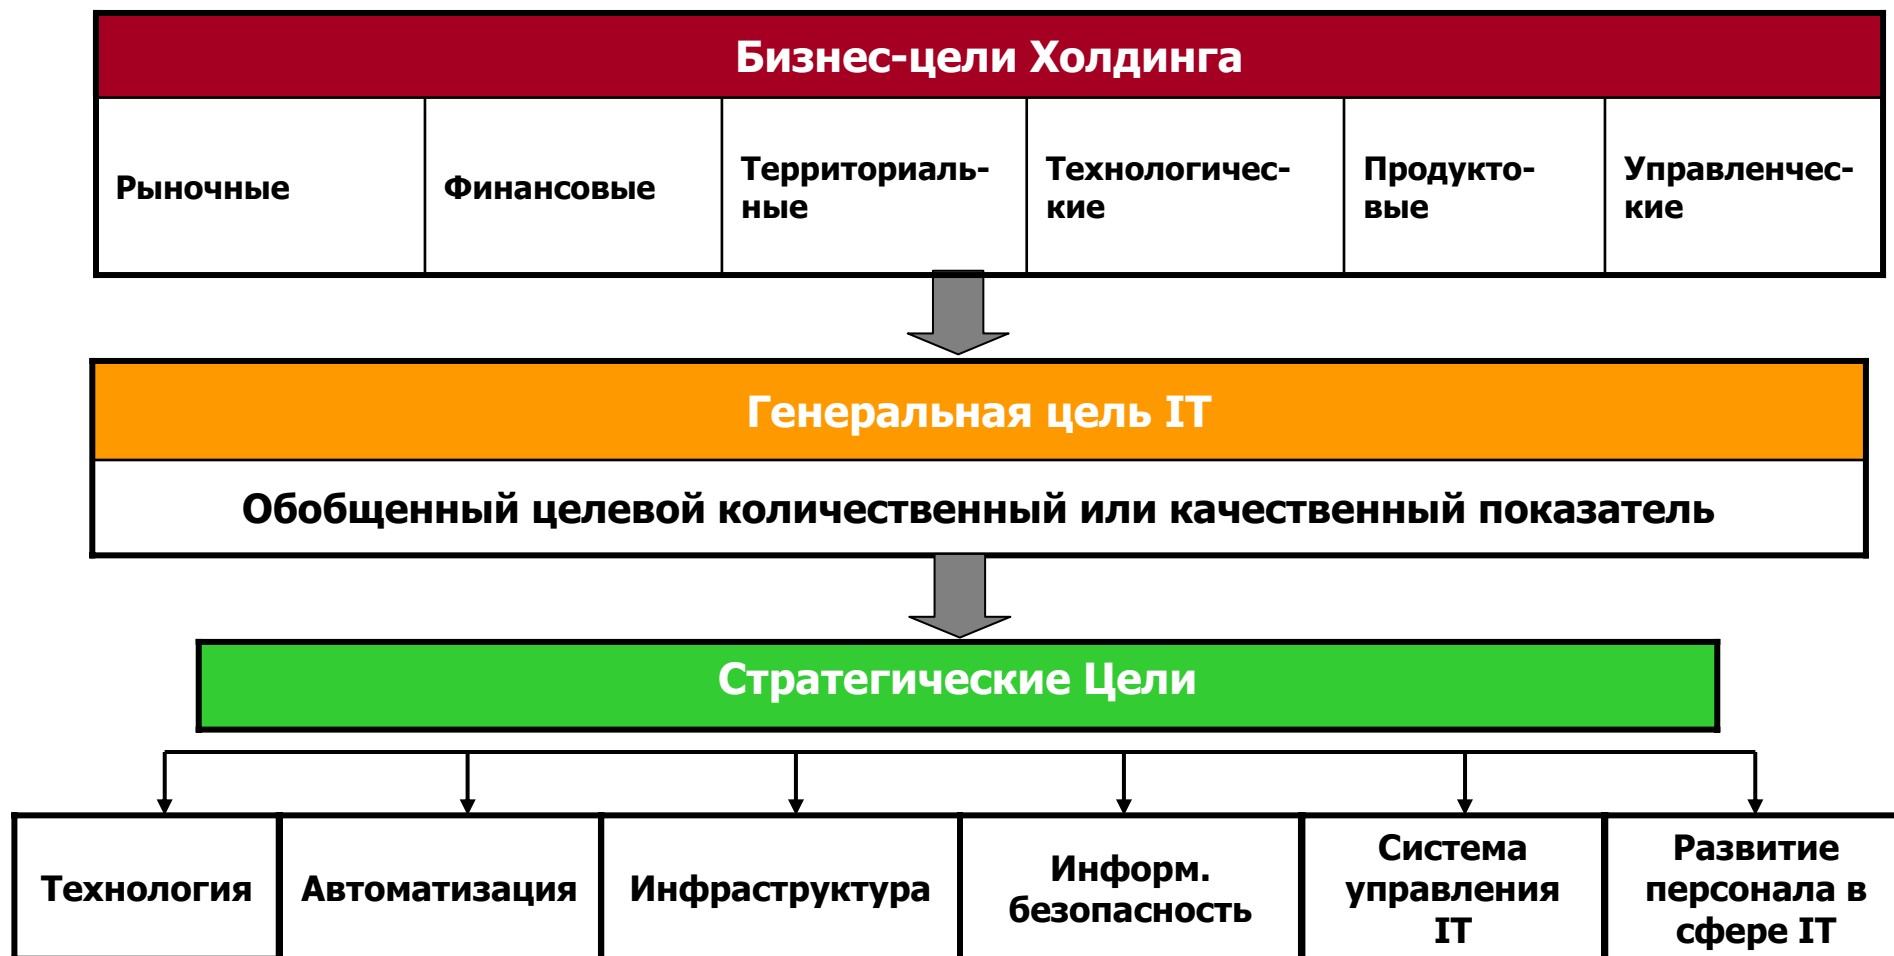 Бизнес-цели Холдинга
Рыночные
Финансовые
Территориаль-
ные
Технологичес-
кие
Продукто-
вые
Управленчес-
кие
Генеральная цель IT
Обобщенный целевой количественный или качественный показатель
Стратегические Цели
Технология
Автоматизация
Инфраструктура
Информ.
безопасность
Система
управления
IT
Развитие
персонала в
сфере IT